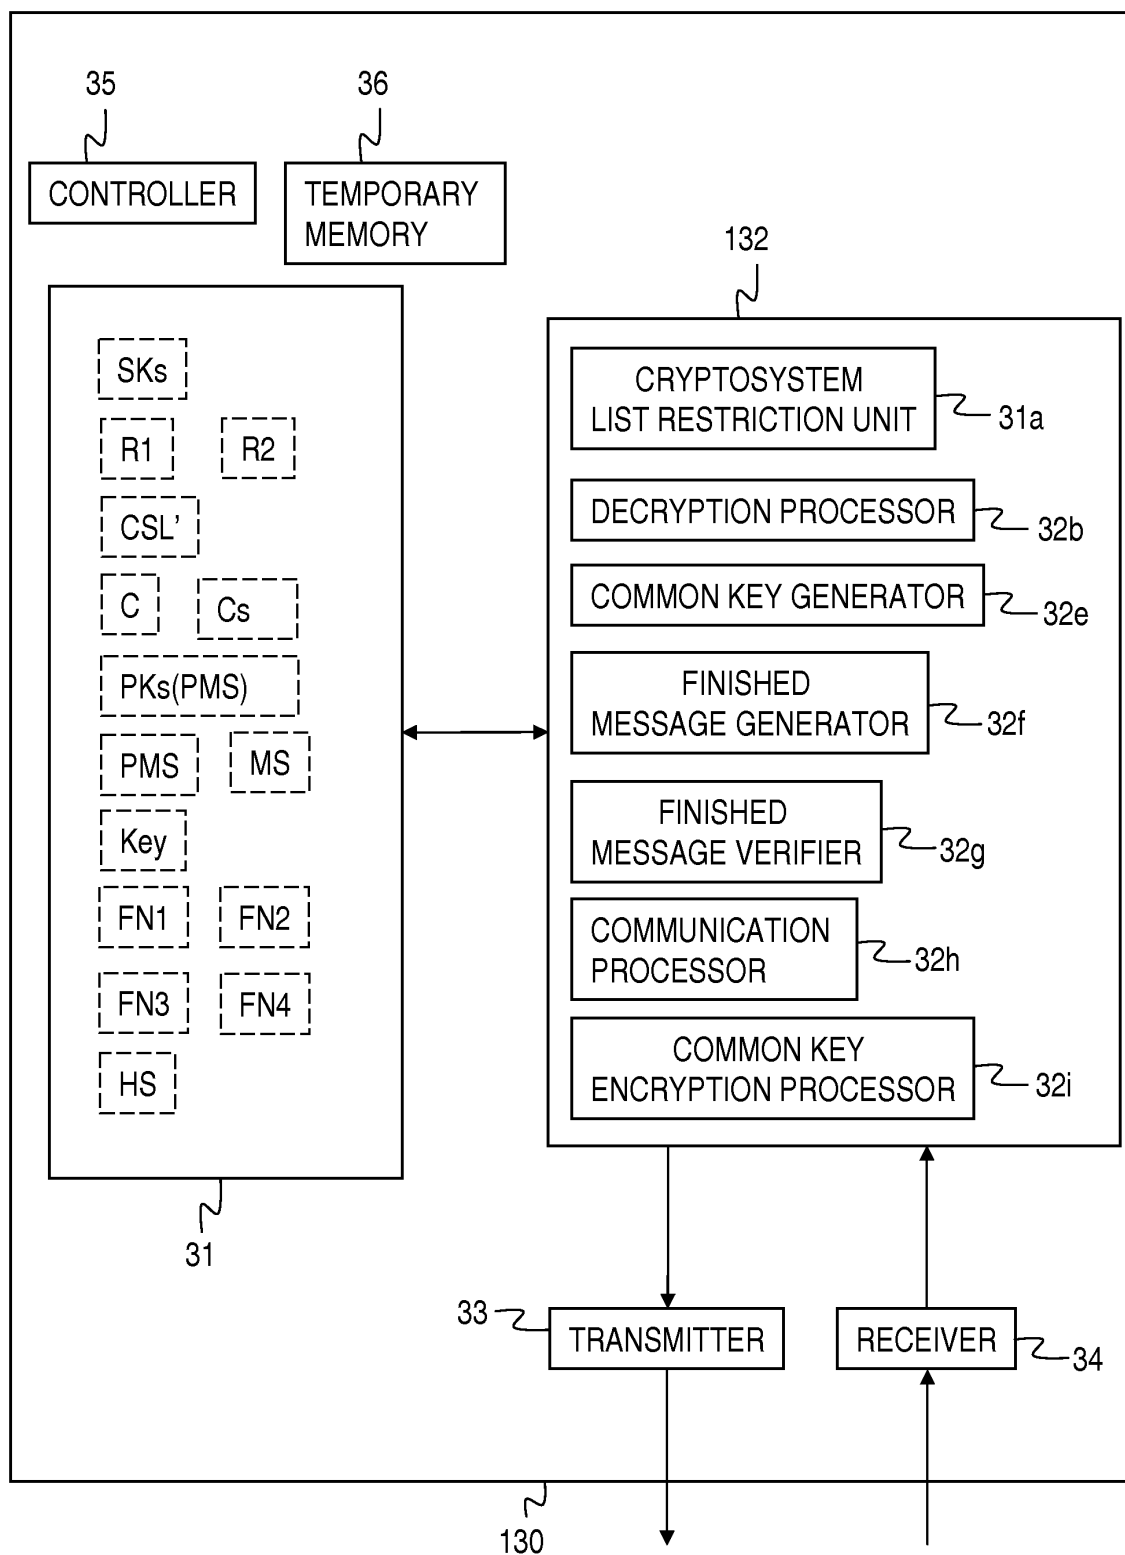 35
36
CONTROLLER
TEMPORARY
MEMORY
132
SKs
R1
R2
CSL’
C
Cs
PKs(PMS)
PMS
MS
Key
FN1
FN2
FN3
FN4
HS
31
CRYPTOSYSTEM
LIST RESTRICTION UNIT
31a
DECRYPTION PROCESSOR
32b
COMMON KEY GENERATOR
32e
FINISHED
MESSAGE GENERATOR
32f
FINISHED
MESSAGE VERIFIER
32g
COMMUNICATION
PROCESSOR
32h
COMMON KEY
ENCRYPTION PROCESSOR
32i
33
TRANSMITTER
RECEIVER
34
130